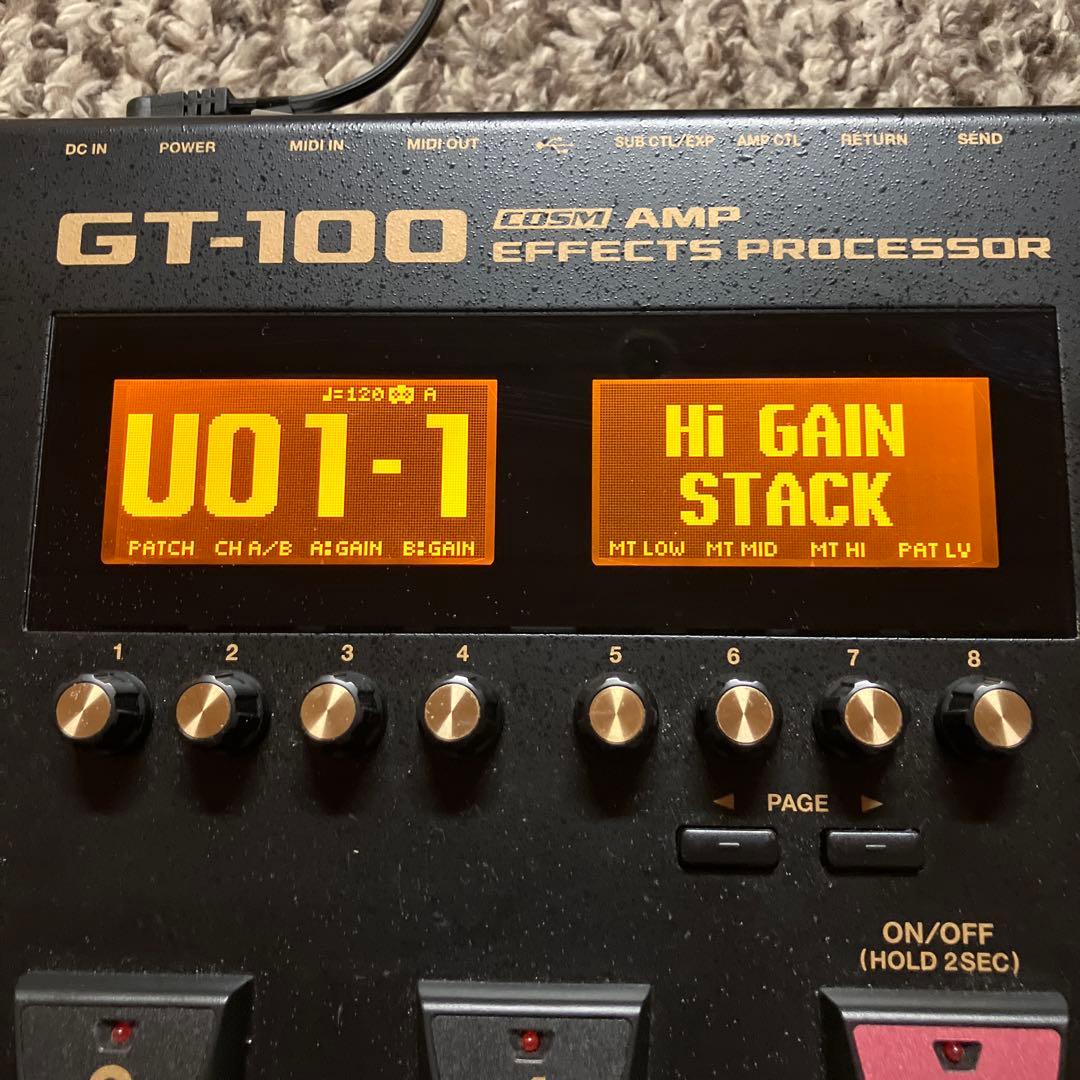 DC IN POWER MIDI IN MIDI OUT SUB CTL/EXP AMP CTL RETURN SEND
GT-100 COSM AMP
EFFECTS PROCESSOR
♩=120 A
U01-1
PATCH CH A/B A:GAIN B:GAIN
Hi GAIN
STACK
MT LOW MT MID MT HI PAT LV
1 2 3 4 5 6 7 8
◀ PAGE ▶
ON/OFF
(HOLD 2SEC)